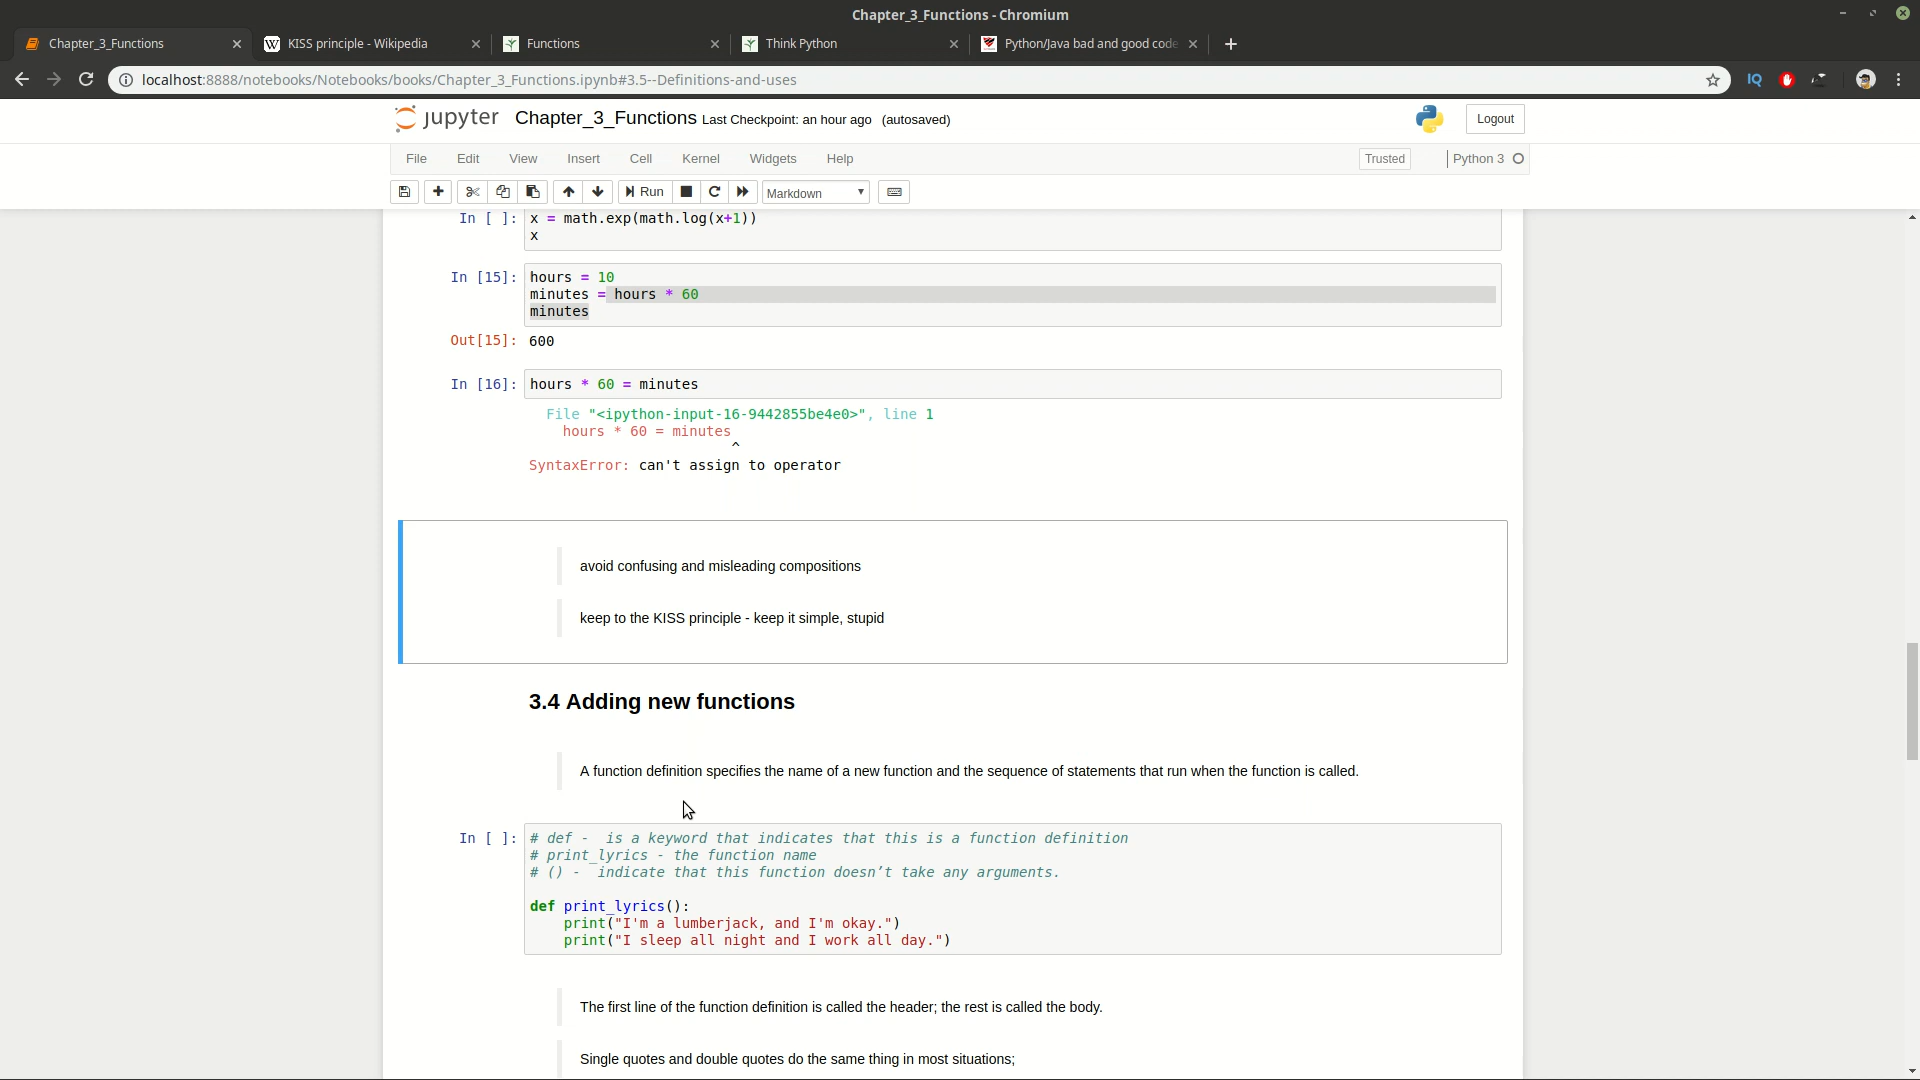 Chapter_3_Functions - Chromium
Chapter_3_Functions
KISS principle - Wikipedia
Functions
Think Python
Python/Java bad and good code
localhost:8888/notebooks/Notebooks/books/Chapter_3_Functions.ipynb#3.5--Definitions-and-uses
IQ
jupyter Chapter_3_Functions Last Checkpoint: an hour ago (autosaved)
Logout
File Edit View Insert Cell Kernel Widgets Help
Trusted
Python 3
Run
Markdown
In [ ]: x = math.exp(math.log(x+1))
x
In [15]: hours = 10
minutes = hours * 60
minutes
Out[15]: 600
In [16]: hours * 60 = minutes
File "<ipython-input-16-9442855be4e0>", line 1
hours * 60 = minutes
^
SyntaxError: can't assign to operator
avoid confusing and misleading compositions
keep to the KISS principle - keep it simple, stupid
3.4 Adding new functions
A function definition specifies the name of a new function and the sequence of statements that run when the function is called.
In [ ]: # def -  is a keyword that indicates that this is a function definition
# print_lyrics - the function name
# () -  indicate that this function doesn’t take any arguments.
def print_lyrics():
print("I'm a lumberjack, and I'm okay.")
print("I sleep all night and I work all day.")
The first line of the function definition is called the header; the rest is called the body.
Single quotes and double quotes do the same thing in most situations;